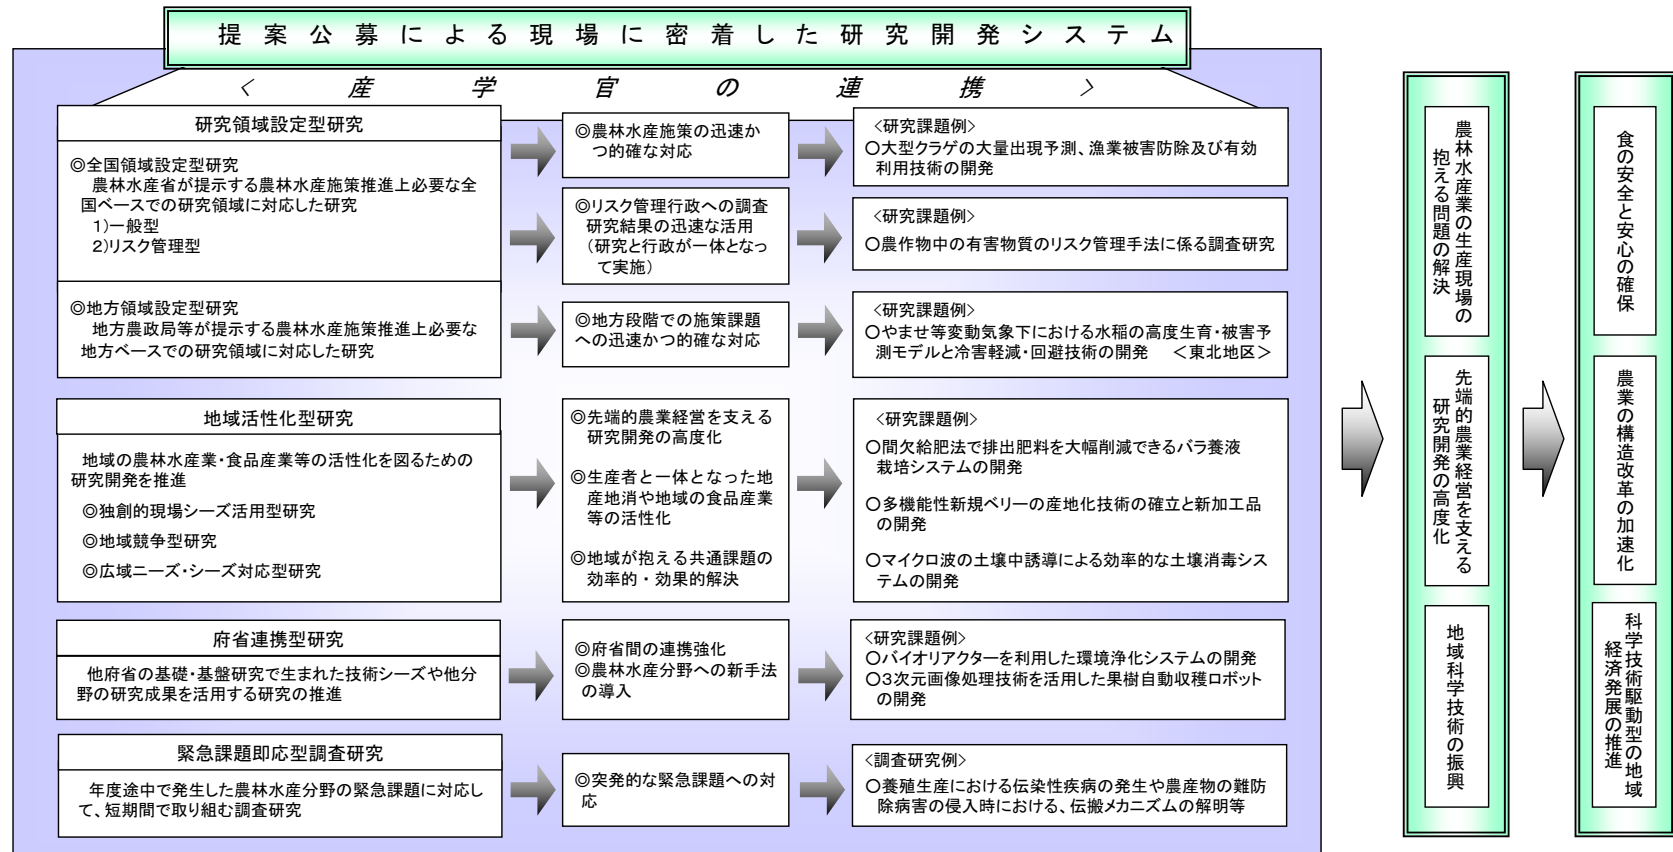 提案公募による現場に密着した研究開発システム
＜産学官の連携＞
研究領域設定型研究
◎全国領域設定型研究
農林水産省が提示する農林水産施策推進上必要な全
国ベースでの研究領域に対応した研究
１）一般型
２）リスク管理型
◎地方領域設定型研究
地方農政局等が提示する農林水産施策推進上必要な
地方ベースでの研究領域に対応した研究
◎農林水産施策の迅速か
つ的確な対応
◎リスク管理行政への調査
研究結果の迅速な活用
（研究と行政が一体となっ
て実施）
◎地方段階での施策課題
への迅速かつ的確な対応
＜研究課題例＞
○大型クラゲの大量出現予測、漁業被害防除及び有効
利用技術の開発
＜研究課題例＞
○農作物中の有害物質のリスク管理手法に係る調査研究
＜研究課題例＞
○やませ等変動気象下における水稲の高度生育・被害予
測モデルと冷害軽減・回避技術の開発　＜東北地区＞
地域活性化型研究
地域の農林水産業・食品産業等の活性化を図るための
研究開発を推進
◎独創的現場シーズ活用型研究
◎地域競争型研究
◎広域ニーズ・シーズ対応型研究
◎先端的農業経営を支える
研究開発の高度化
◎生産者と一体となった地
産地消や地域の食品産業
等の活性化
◎地域が抱える共通課題の
効率的・効果的解決
＜研究課題例＞
○間欠給肥法で排出肥料を大幅削減できるバラ養液
栽培システムの開発
○多機能性新規ベリーの産地化技術の確立と新加工品
の開発
○マイクロ波の土壌中誘導による効率的な土壌消毒シス
テムの開発
府省連携型研究
他府省の基礎・基盤研究で生まれた技術シーズや他分
野の研究成果を活用する研究の推進
◎府省間の連携強化
◎農林水産分野への新手法
の導入
＜研究課題例＞
○バイオリアクターを利用した環境浄化システムの開発
○３次元画像処理技術を活用した果樹自動収穫ロボット
の開発
緊急課題即応型調査研究
年度途中で発生した農林水産分野の緊急課題に対応し
て、短期間で取り組む調査研究
◎突発的な緊急課題への対
応
＜調査研究例＞
○養殖生産における伝染性疾病の発生や農産物の難防
除病害の侵入時における、伝搬メカニズムの解明等
農林水産業の生産現場の
抱える問題の解決
先端的農業経営を支える
研究開発の高度化
地域科学技術の振興
食の安全と安心の確保
農業の構造改革の加速化
科学技術駆動型の地域
経済発展の推進